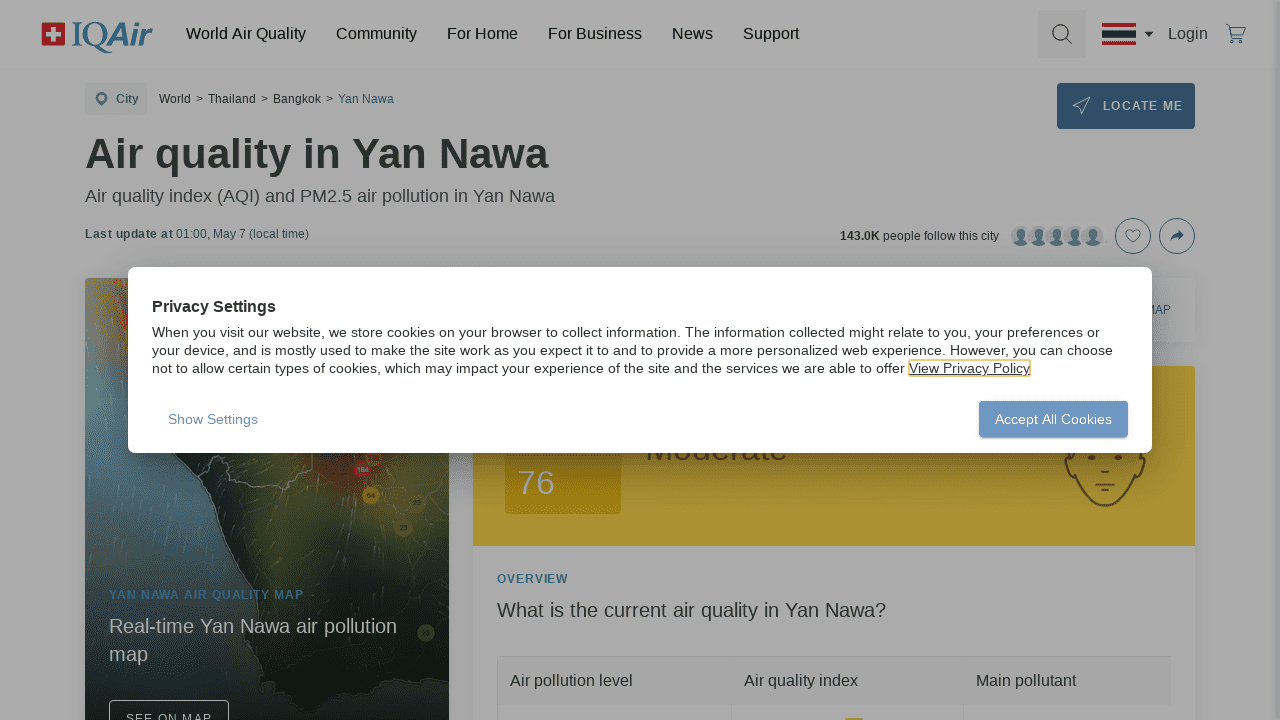 IQAir
World Air Quality
Community
For Home
For Business
News
Support
Login
City
World > Thailand > Bangkok > Yan Nawa
LOCATE ME
Air quality in Yan Nawa
Air quality index (AQI) and PM2.5 air pollution in Yan Nawa
Last update at 01:00, May 7 (local time)
143.0K people follow this city
MAP
Privacy Settings
When you visit our website, we store cookies on your browser to collect information. The information collected might relate to you, your preferences or
your device, and is mostly used to make the site work as you expect it to and to provide a more personalized web experience. However, you can choose
not to allow certain types of cookies, which may impact your experience of the site and the services we are able to offer View Privacy Policy
Show Settings
Accept All Cookies
Moderate
76
YAN NAWA AIR QUALITY MAP
Real-time Yan Nawa air pollution
map
SEE ON MAP
OVERVIEW
What is the current air quality in Yan Nawa?
Air pollution level
Air quality index
Main pollutant